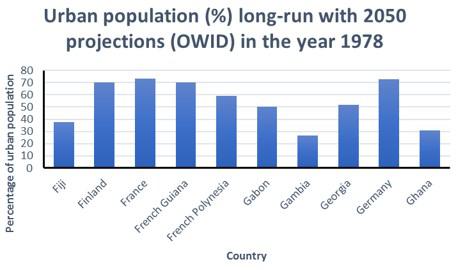 Urban population (%) long-run with 2050
projections (OWID) in the year 1978
Percentage of urban population
80
70
60
50
40
30
20
10
0
Fiji
Finland
France
French Guiana
French Polynesia
Gabon
Gambia
Georgia
Germany
Ghana
Country